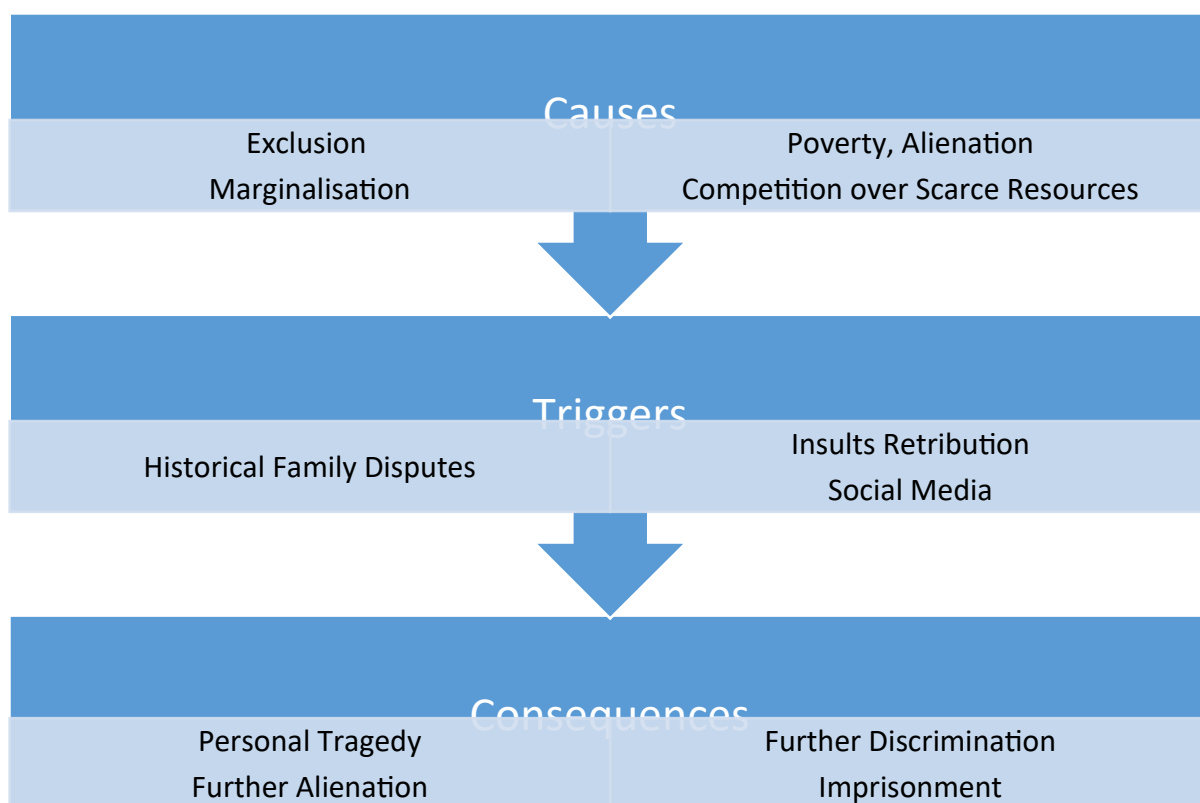 Causes
Exclusion
Marginalisation
Poverty, Alienation
Competition over Scarce Resources
Triggers
Historical Family Disputes
Insults Retribution
Social Media
Consequences
Personal Tragedy
Further Alienation
Further Discrimination
Imprisonment